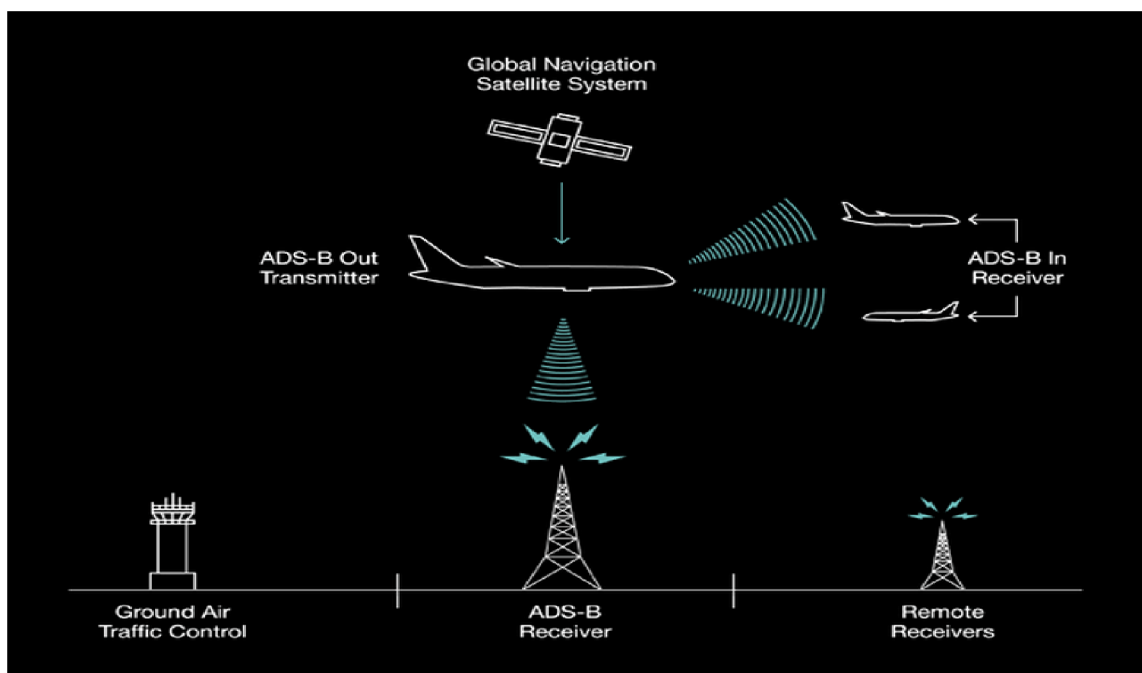 Global Navigation
Satellite System
ADS-B Out
Transmitter
ADS-B In
Receiver
Ground Air
Traffic Control
ADS-B
Receiver
Remote
Receivers